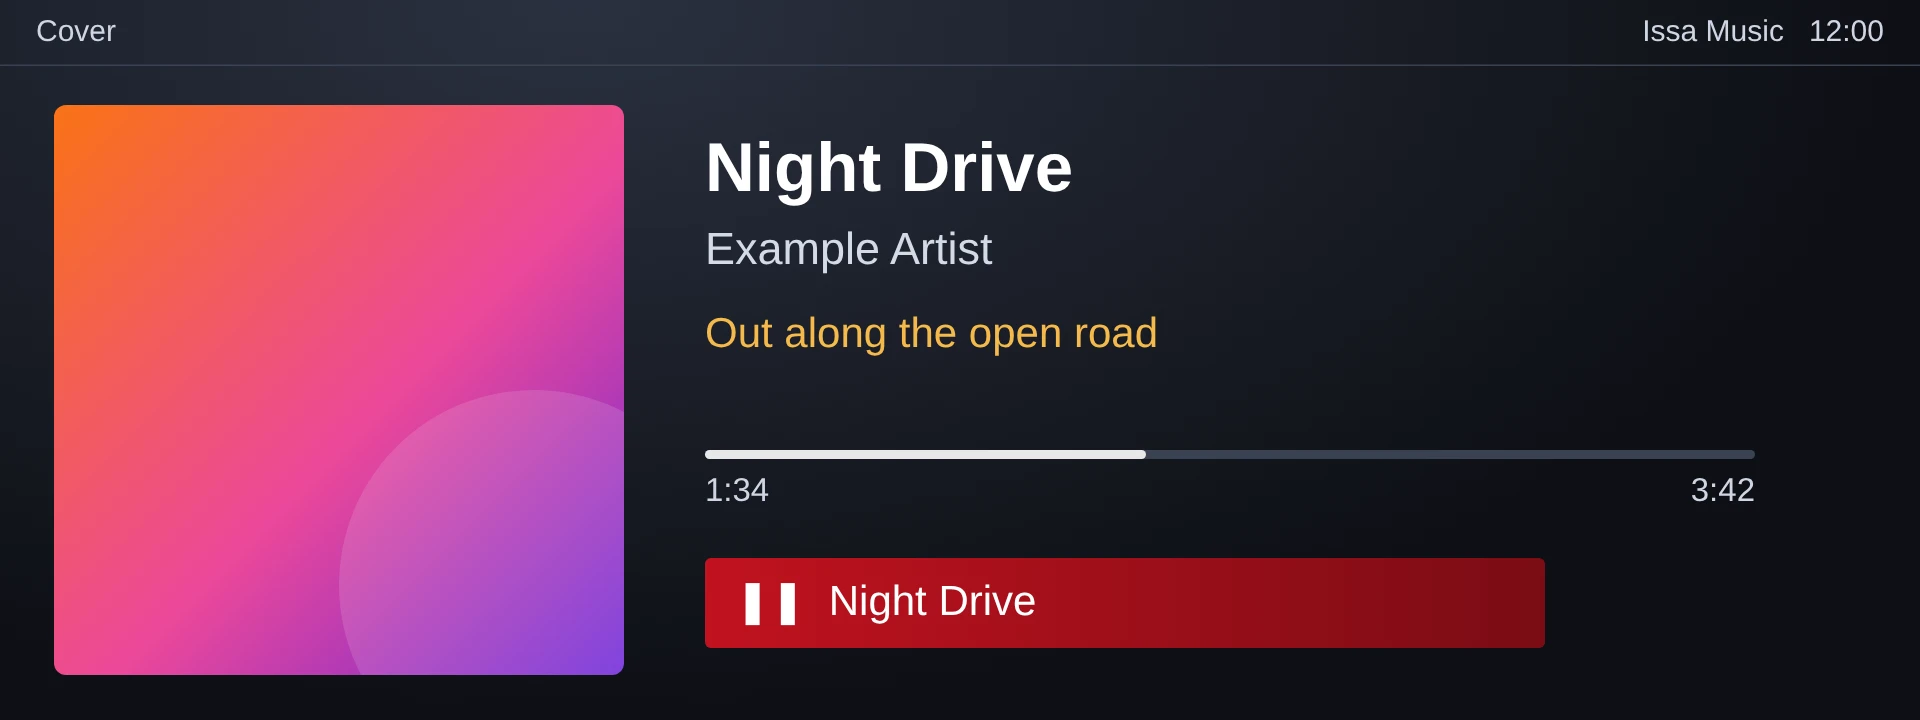 Cover
Issa Music 12:00
Night Drive
Example Artist
Out along the open road
1:34
3:42
Night Drive